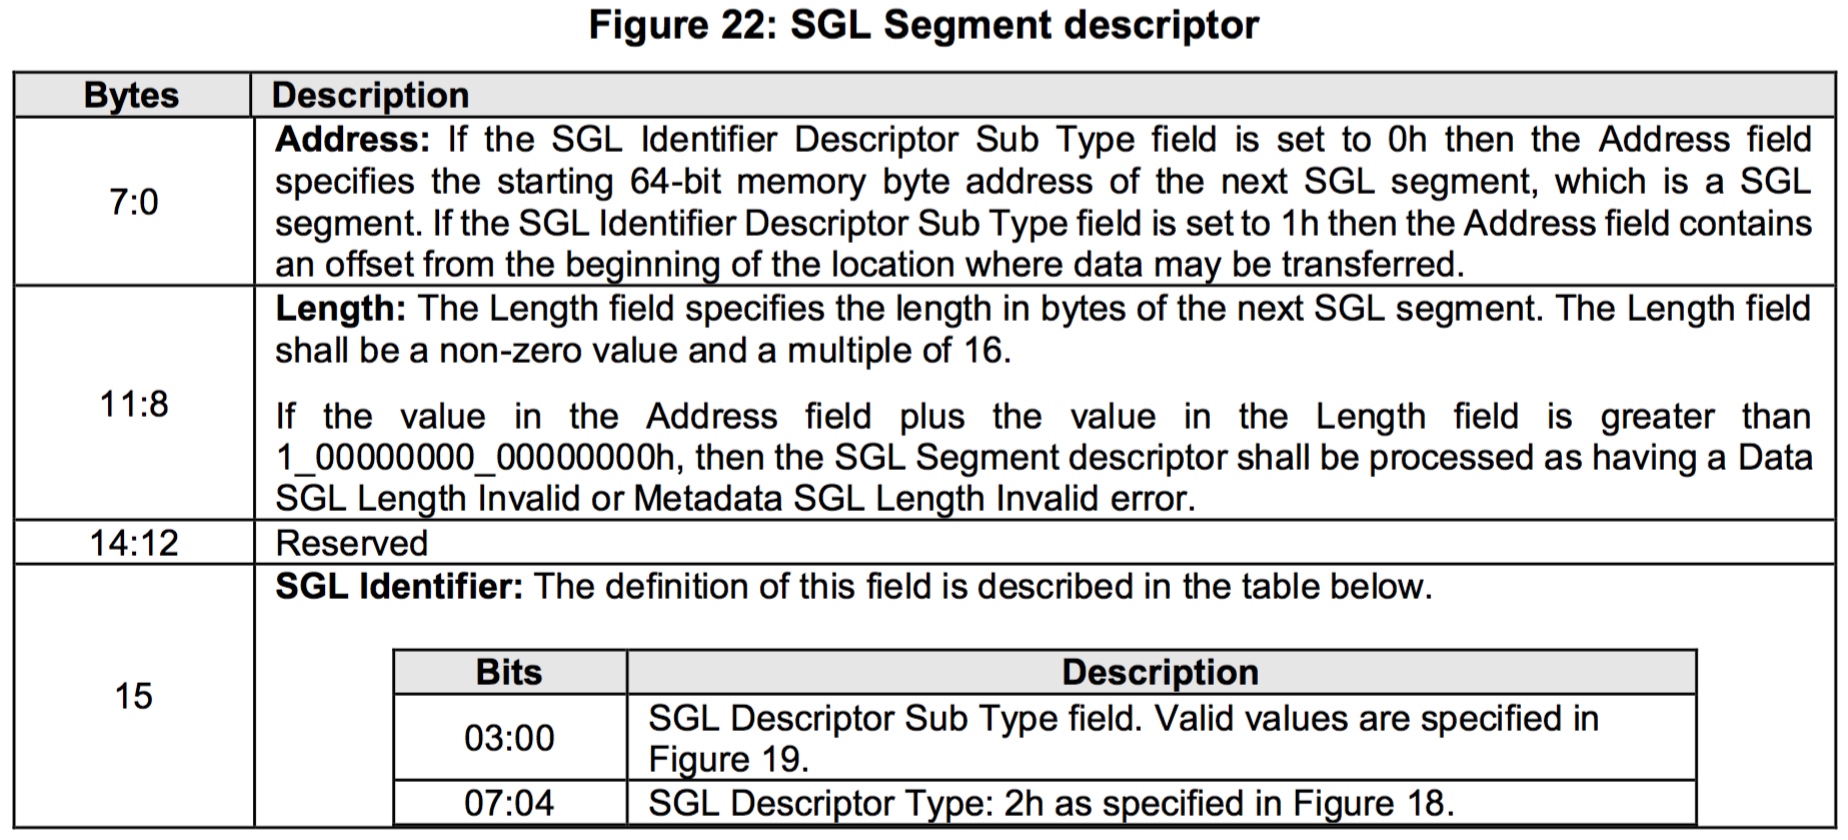 Figure 22: SGL Segment descriptor
Bytes Description
7:0
Address: If the SGL Identifier Descriptor Sub Type field is set to 0h then the Address field
specifies the starting 64-bit memory byte address of the next SGL segment, which is a SGL
segment. If the SGL Identifier Descriptor Sub Type field is set to 1h then the Address field contains
an offset from the beginning of the location where data may be transferred.
11:8
Length: The Length field specifies the length in bytes of the next SGL segment. The Length field
shall be a non-zero value and a multiple of 16.
If the value in the Address field plus the value in the Length field is greater than
1_00000000_00000000h, then the SGL Segment descriptor shall be processed as having a Data
SGL Length Invalid or Metadata SGL Length Invalid error.
14:12 Reserved
15
SGL Identifier: The definition of this field is described in the table below.
Bits Description
03:00
SGL Descriptor Sub Type field. Valid values are specified in
Figure 19.
07:04 SGL Descriptor Type: 2h as specified in Figure 18.